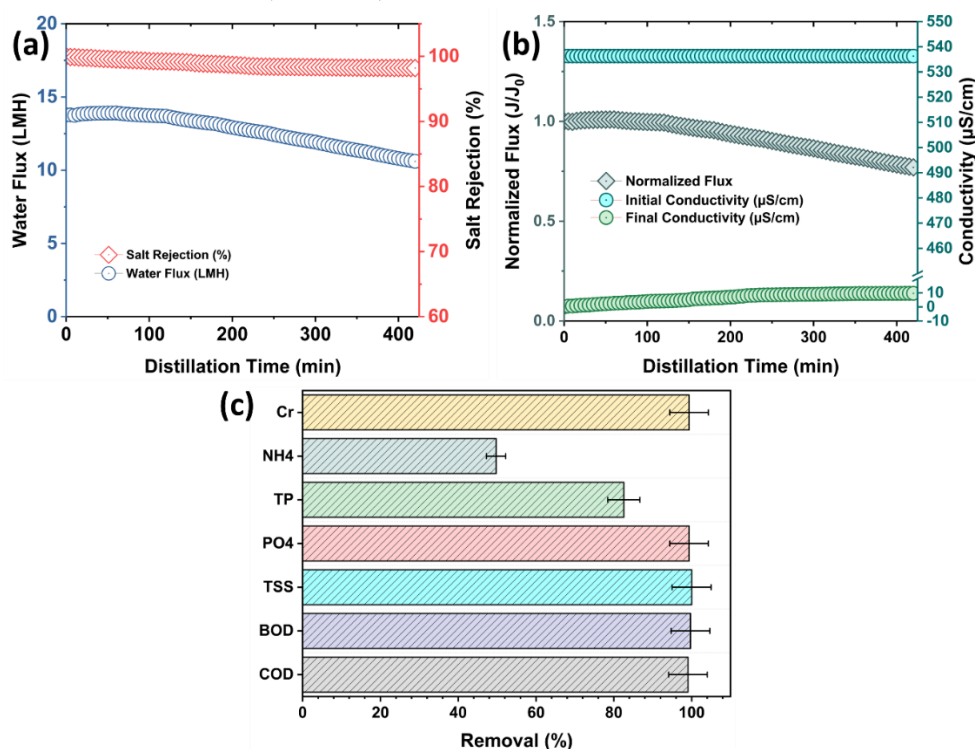 (a)
20
15
10
5
0
Water Flux (LMH)
100
90
80
70
60
Salt Rejection (%)
Salt Rejection (%)
Water Flux (LMH)
0 100 200 300 400
Distillation Time (min)
(b)
1.5
1.0
0.5
0.0
Normalized Flux (J/J0)
550
540
530
520
510
500
490
480
470
460
10
0
-10
Conductivity (µS/cm)
Normalized Flux
Initial Conductivity (µS/cm)
Final Conductivity (µS/cm)
0 100 200 300 400
Distillation Time (min)
(c)
Cr
NH4
TP
PO4
TSS
BOD
COD
0 20 40 60 80 100
Removal (%)